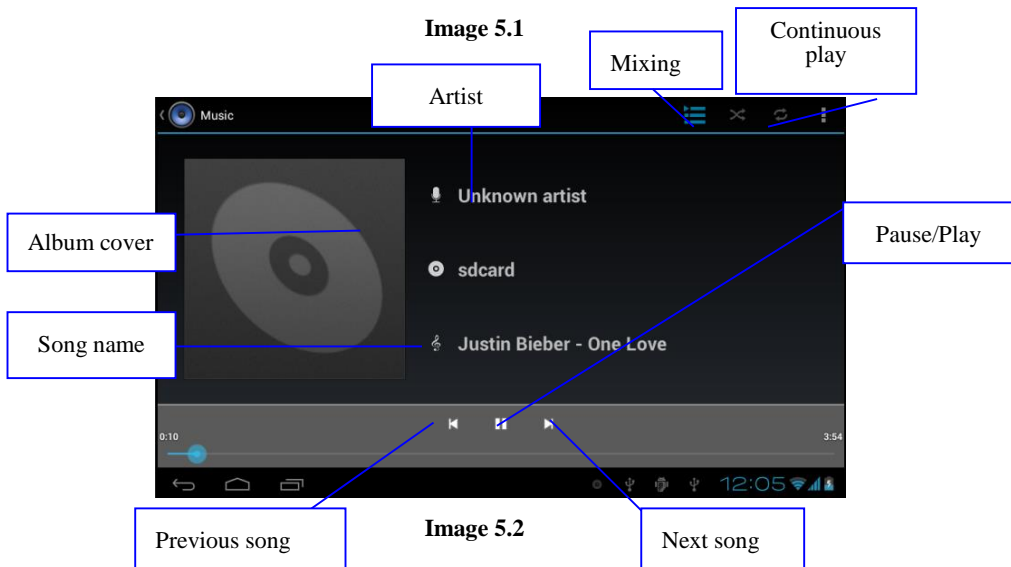 Image 5.1
Continuous
play
Mixing
Artist
Music
Unknown artist
Album cover
Pause/Play
sdcard
Song name
Justin Bieber - One Love
0:10
3:54
12:05
Previous song
Image 5.2
Next song